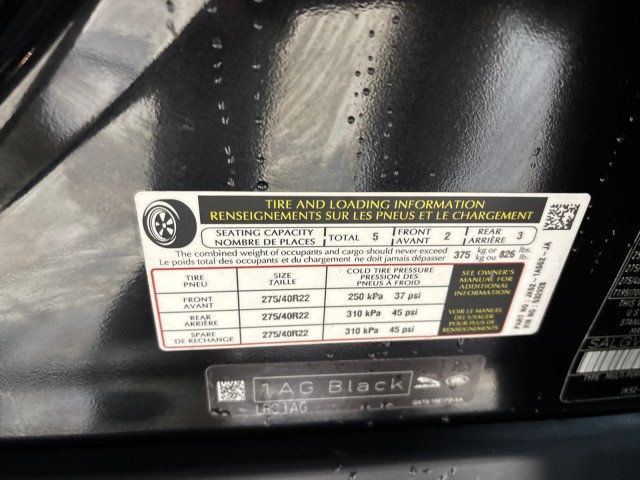 TIRE AND LOADING INFORMATION
RENSEIGNEMENTS SUR LES PNEUS ET LE CHARGEMENT
SEATING CAPACITY
NOMBRE DE PLACES
TOTAL 5
FRONT
AVANT 2
REAR
ARRIÈRE 3
The combined weight of occupants and cargo should never exceed
Le poids total des occupants et du chargement ne doit jamais dépasser
375 kg or 826 lbs.
kg ou lb.
TIRE
PNEU
SIZE
TAILLE
COLD TIRE PRESSURE
PRESSION DES
PNEUS À FROID
FRONT
AVANT
275/40R22
250 kPa 37 psi
REAR
ARRIÈRE
275/40R22
310 kPa 45 psi
SPARE
DE RECHANGE
275/40R22
310 kPa 45 psi
SEE OWNER'S
MANUAL FOR
ADDITIONAL
INFORMATION
VOIR LE MANUEL
DE L'USAGER
POUR PLUS DE
RENSEIGNEMENTS
1AG Black
LRC1AG